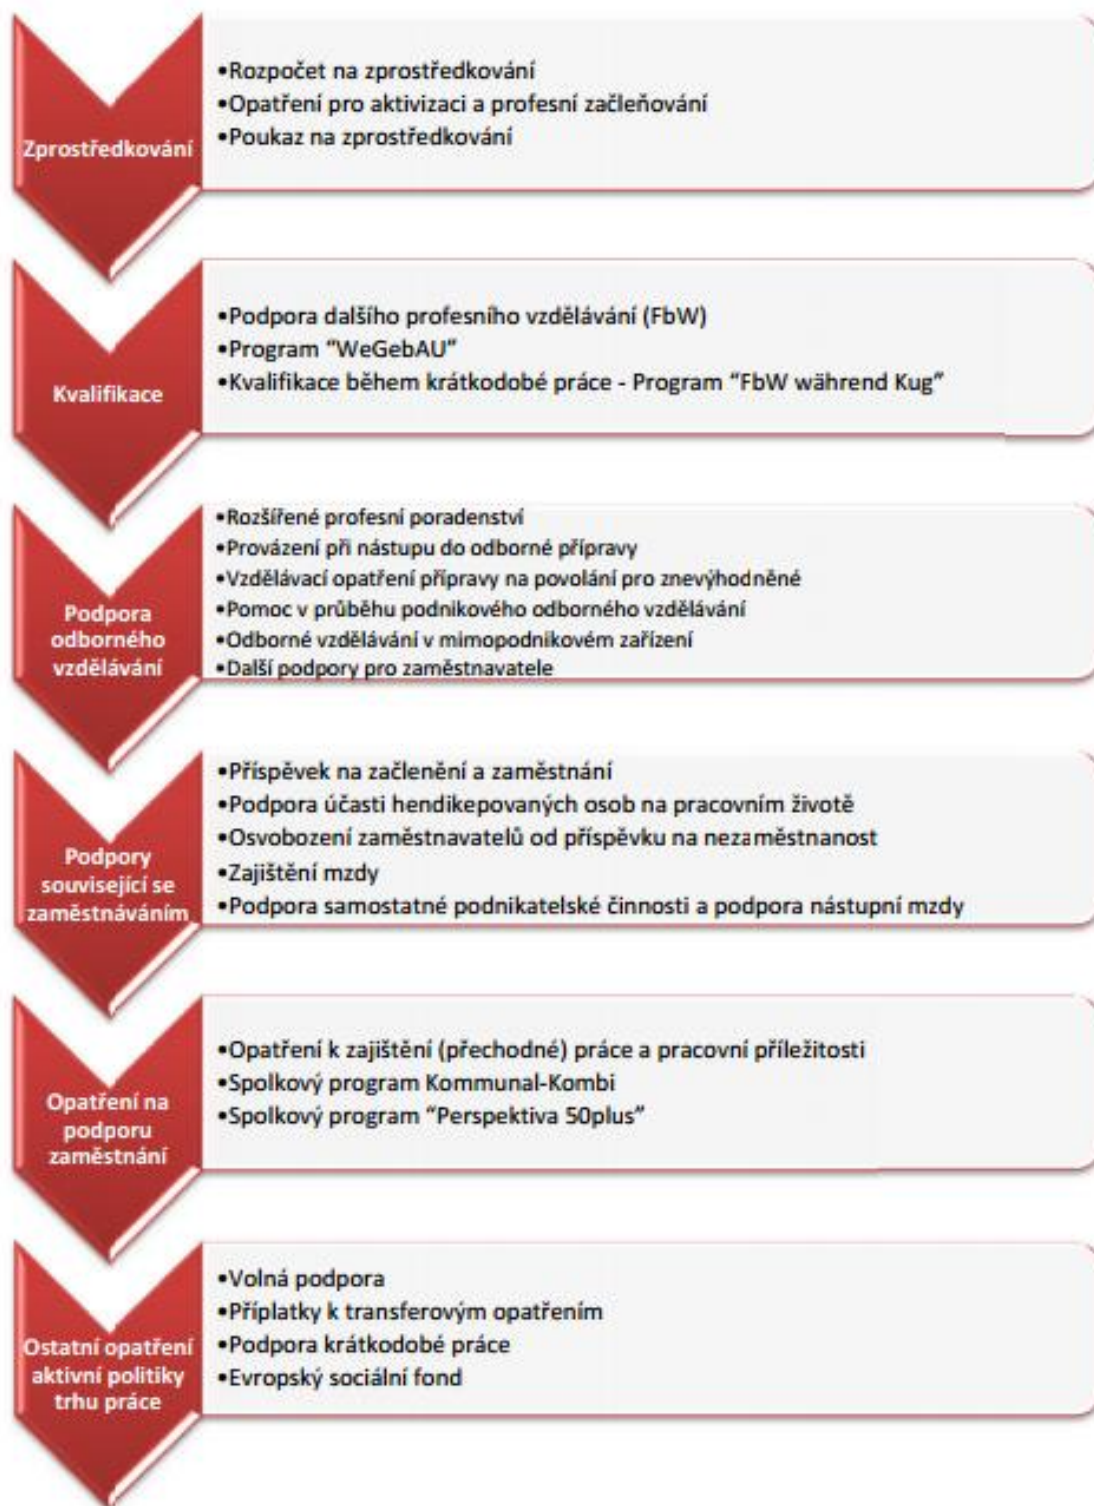 Zprostředkování
•Rozpočet na zprostředkování
•Opatření pro aktivizaci a profesní začleňování
•Poukaz na zprostředkování
Kvalifikace
•Podpora dalšího profesního vzdělávání (FbW)
•Program “WeGebAU”
•Kvalifikace během krátkodobé práce - Program “FbW während Kug”
Podpora
odborného
vzdělávání
•Rozšířené profesní poradenství
•Provázení při nástupu do odborné přípravy
•Vzdělávací opatření přípravy na povolání pro znevýhodněné
•Pomoc v průběhu podnikového odborného vzdělávání
•Odborné vzdělávání v mimopodnikovém zařízení
•Další podpory pro zaměstnavatele
Podpory
související se
zaměstnáváním
•Příspěvek na začlenění a zaměstnání
•Podpora účasti hendikepovaných osob na pracovním životě
•Osvobození zaměstnavatelů od příspěvku na nezaměstnanost
•Zajištění mzdy
•Podpora samostatné podnikatelské činnosti a podpora nástupní mzdy
Opatření na
podporu
zaměstnání
•Opatření k zajištění (přechodné) práce a pracovní příležitosti
•Spolkový program Kommunal-Kombi
•Spolkový program “Perspektiva 50plus”
Ostatní opatření
aktivní politiky
trhu práce
•Volná podpora
•Příplatky k transferovým opatřením
•Podpora krátkodobé práce
•Evropský sociální fond